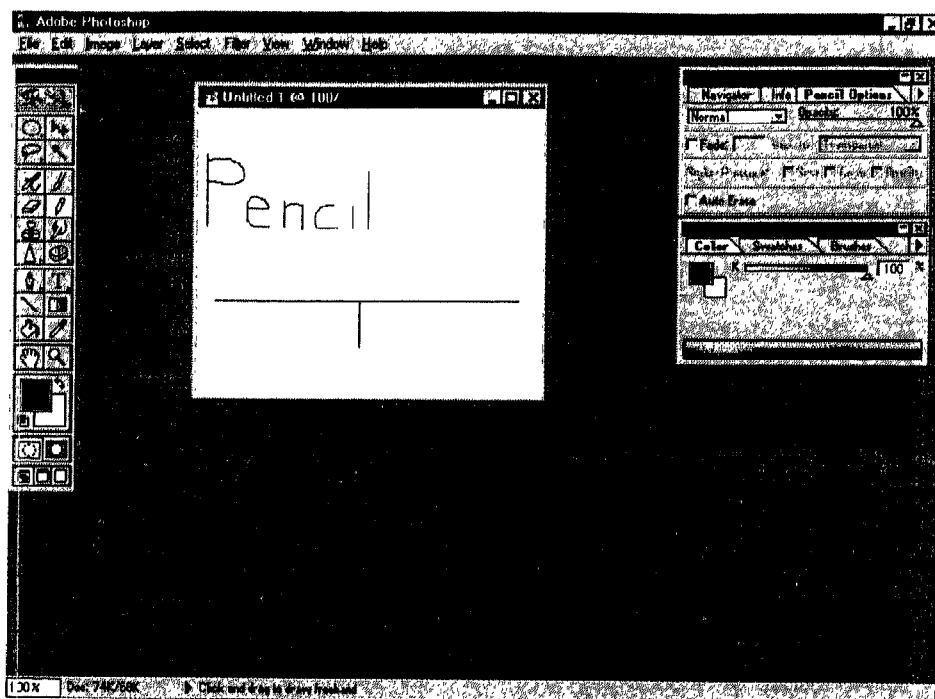 Adobe Photoshop
File Edit Image Layer Select Filter View Window Help
Untitled-1 @ 100%
Navigator Info Pencil Options
Normal Opacity: 100%
Fade:
Auto Erase
Color Swatches Brushes
K 100 %
Pencil
T
100% Doc: Click and drag to draw freehand